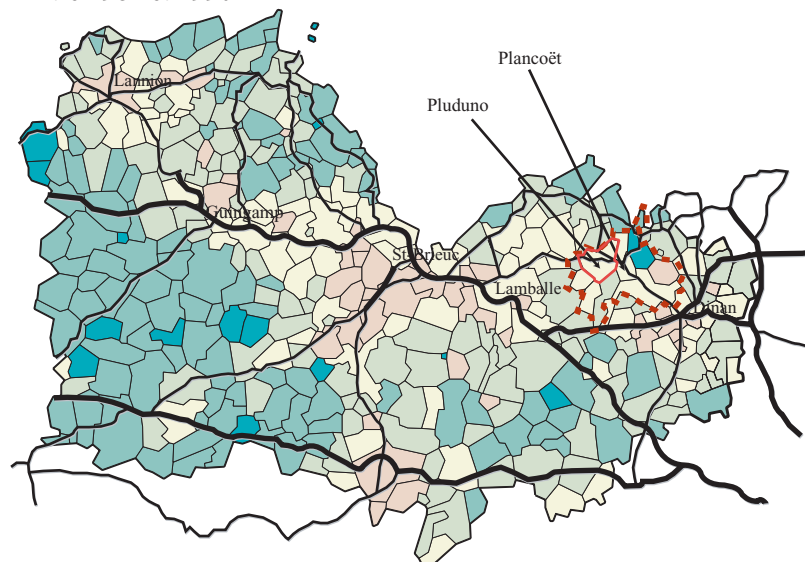 Plancoët
Lannion
Pluduno
Guingamp
St-Brieuc
Lamballe
Dinan